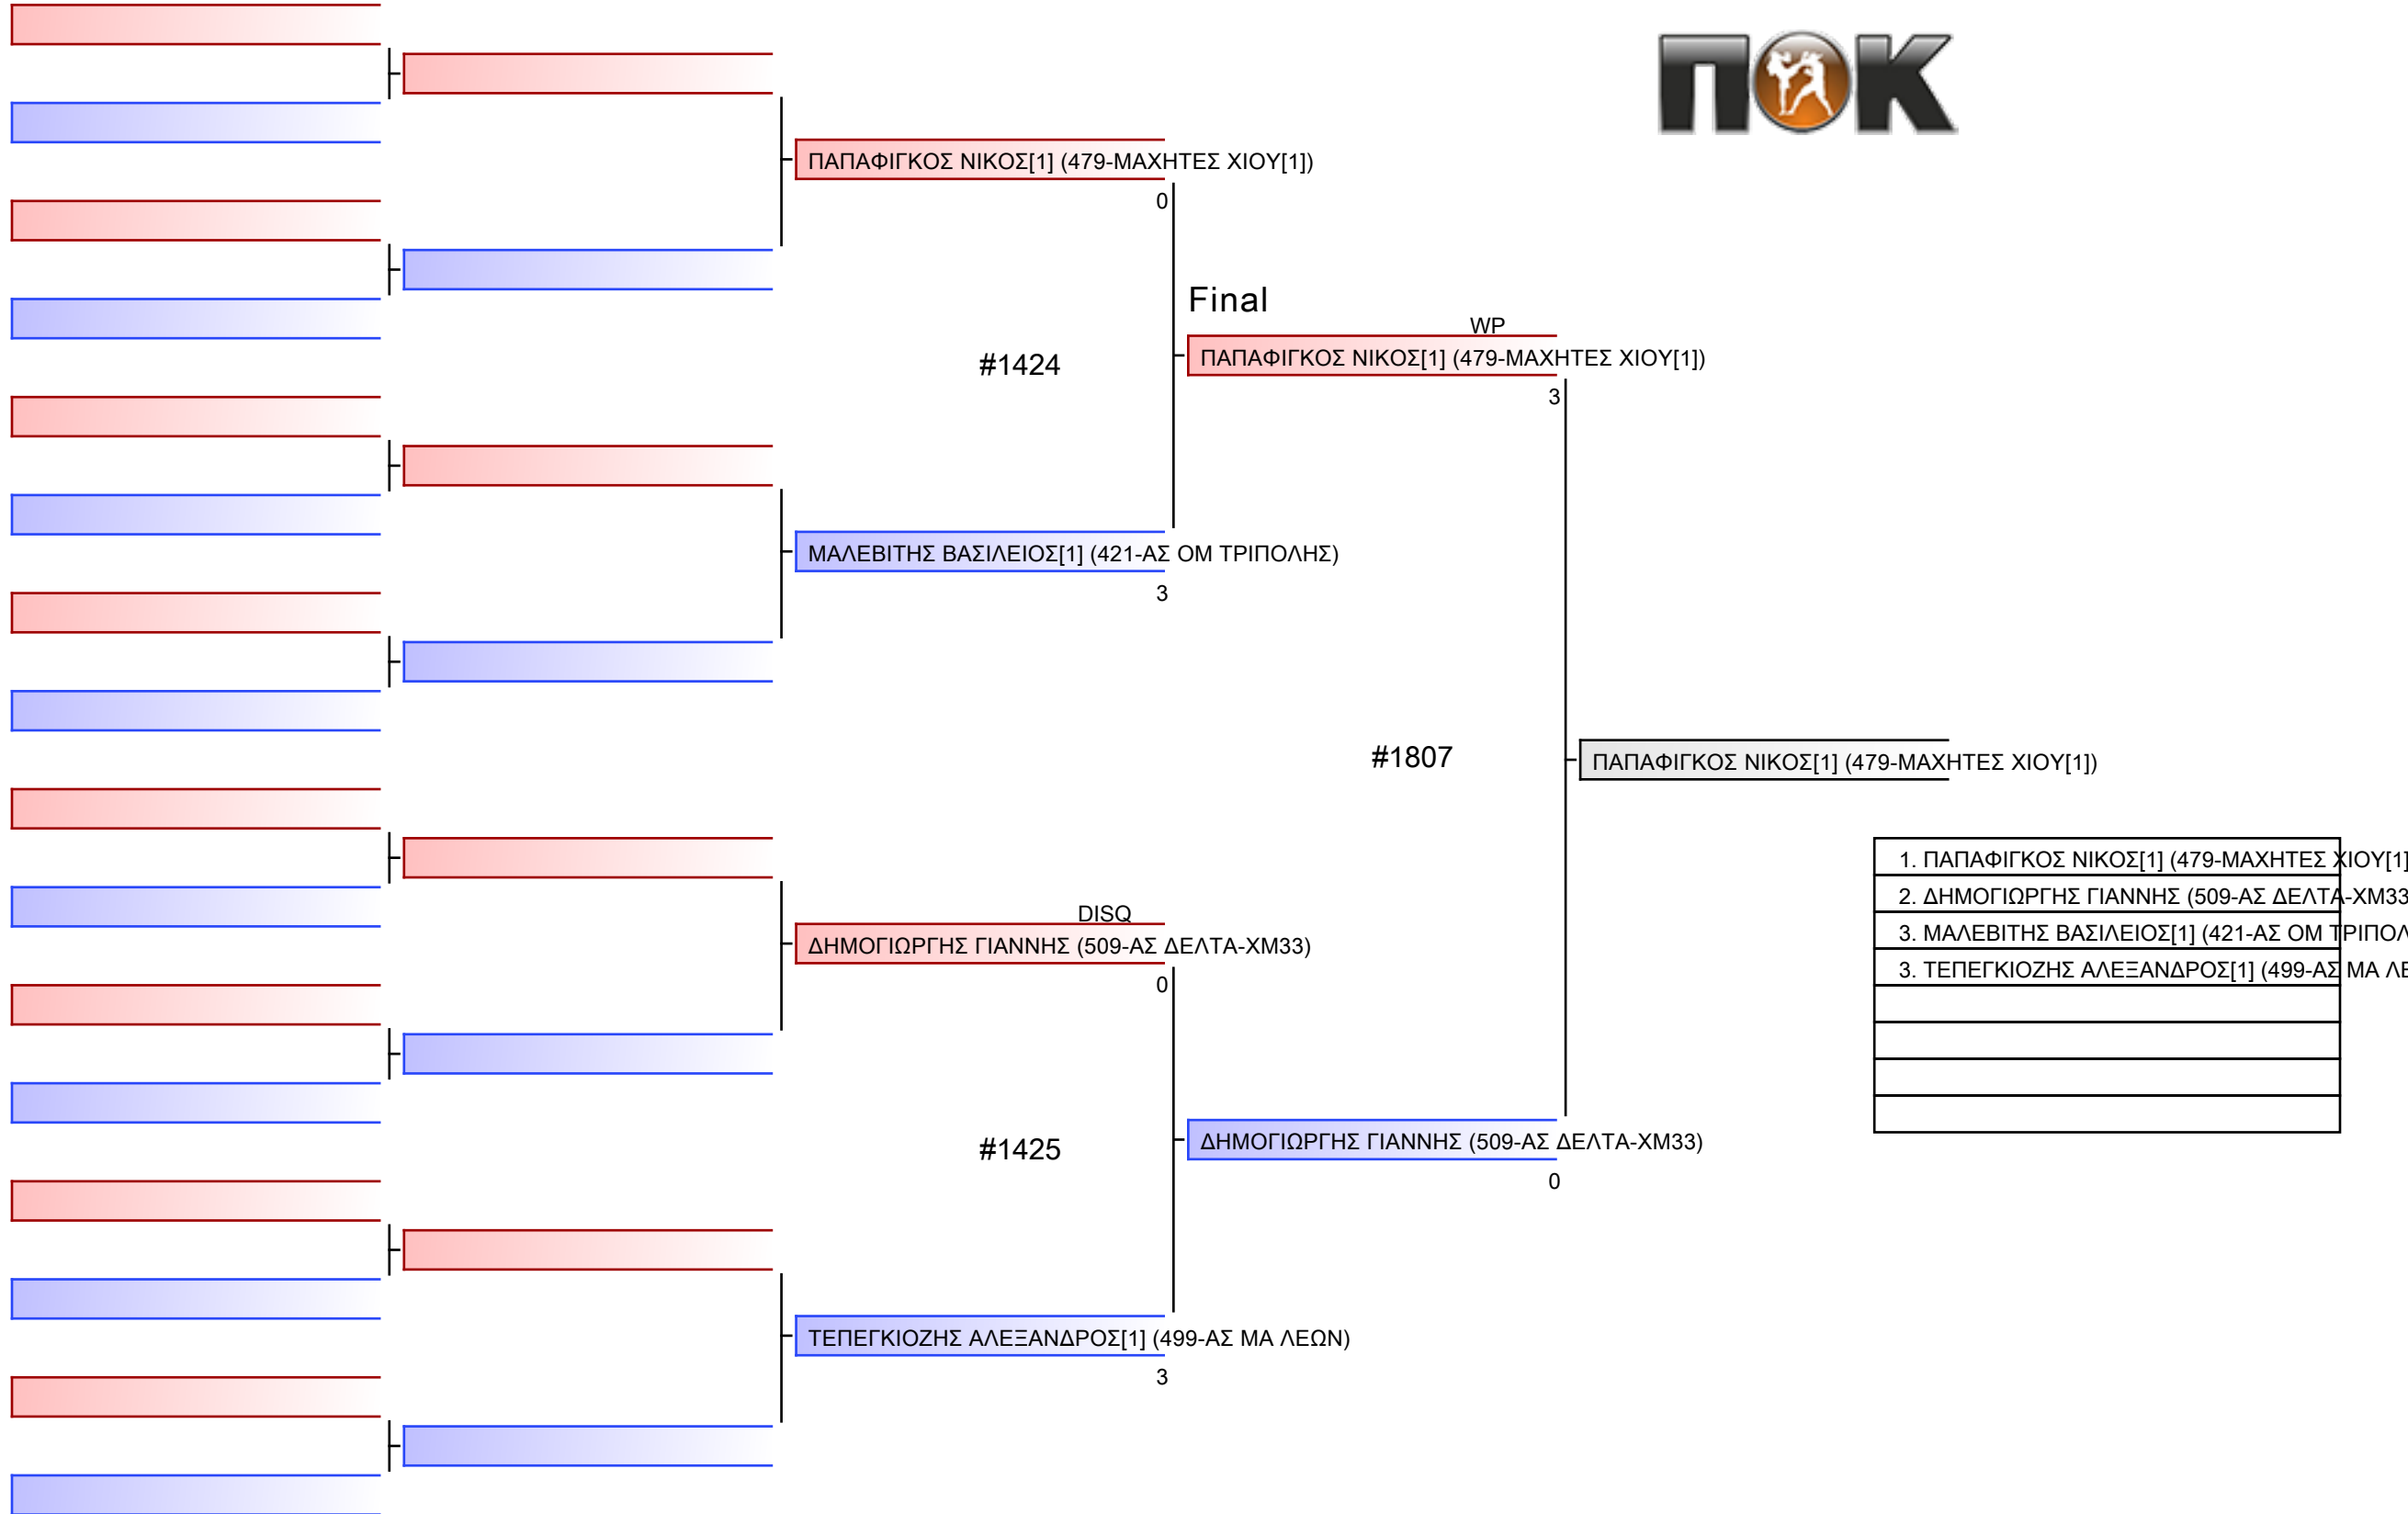 ΠΟΚ
ΠΑΠΑΦΙΓΚΟΣ ΝΙΚΟΣ[1] (479-ΜΑΧΗΤΕΣ ΧΙΟΥ[1])
0
Final
WP
#1424
ΠΑΠΑΦΙΓΚΟΣ ΝΙΚΟΣ[1] (479-ΜΑΧΗΤΕΣ ΧΙΟΥ[1])
3
ΜΑΛΕΒΙΤΗΣ ΒΑΣΙΛΕΙΟΣ[1] (421-ΑΣ ΟΜ ΤΡΙΠΟΛΗΣ)
3
#1807
ΠΑΠΑΦΙΓΚΟΣ ΝΙΚΟΣ[1] (479-ΜΑΧΗΤΕΣ ΧΙΟΥ[1])
1. ΠΑΠΑΦΙΓΚΟΣ ΝΙΚΟΣ[1] (479-ΜΑΧΗΤΕΣ ΧΙΟΥ[1]
2. ΔΗΜΟΓΙΩΡΓΗΣ ΓΙΑΝΝΗΣ (509-ΑΣ ΔΕΛΤΑ-ΧΜ33
3. ΜΑΛΕΒΙΤΗΣ ΒΑΣΙΛΕΙΟΣ[1] (421-ΑΣ ΟΜ ΤΡΙΠΟΛ
3. ΤΕΠΕΓΚΙΟΖΗΣ ΑΛΕΞΑΝΔΡΟΣ[1] (499-ΑΣ ΜΑ ΛΕ
DISQ
ΔΗΜΟΓΙΩΡΓΗΣ ΓΙΑΝΝΗΣ (509-ΑΣ ΔΕΛΤΑ-ΧΜ33)
0
#1425
ΔΗΜΟΓΙΩΡΓΗΣ ΓΙΑΝΝΗΣ (509-ΑΣ ΔΕΛΤΑ-ΧΜ33)
0
ΤΕΠΕΓΚΙΟΖΗΣ ΑΛΕΞΑΝΔΡΟΣ[1] (499-ΑΣ ΜΑ ΛΕΩΝ)
3